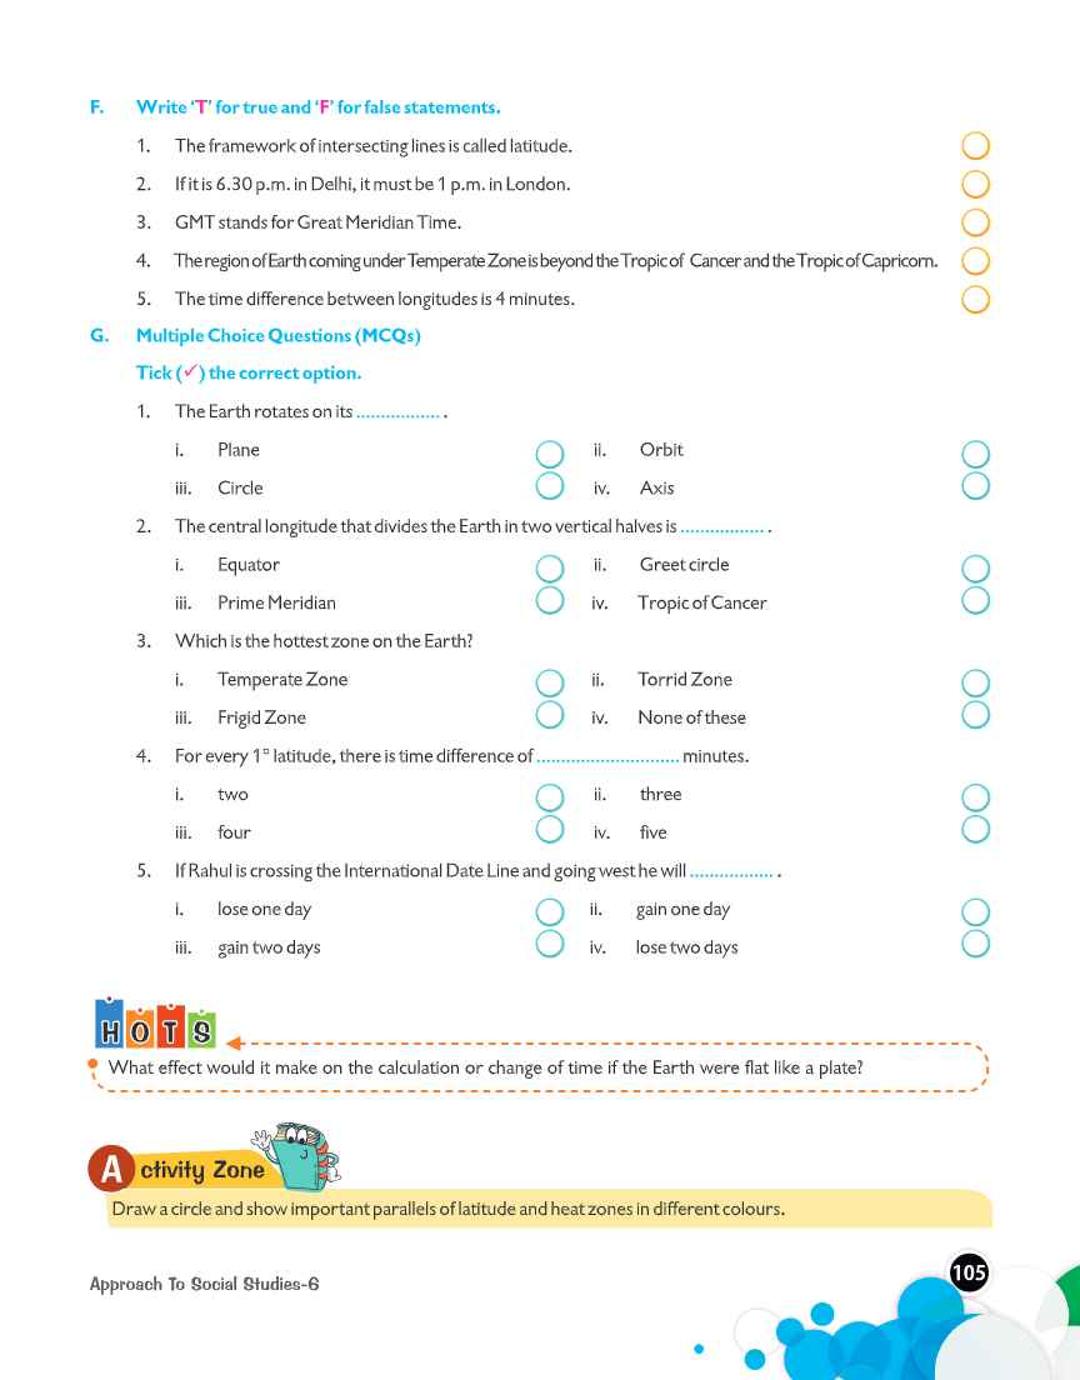 F. Write ‘T’ for true and ‘F’ for false statements.
1. The framework of intersecting lines is called latitude.
2. If it is 6.30 p.m. in Delhi, it must be 1 p.m. in London.
3. GMT stands for Great Meridian Time.
4. The region of Earth coming under Temperate Zone is beyond the Tropic of Cancer and the Tropic of Capricorn.
5. The time difference between longitudes is 4 minutes.
G. Multiple Choice Questions (MCQs)
Tick (✓) the correct option.
1. The Earth rotates on its ................. .
i. Plane ii. Orbit
iii. Circle iv. Axis
2. The central longitude that divides the Earth in two vertical halves is ................. .
i. Equator ii. Greet circle
iii. Prime Meridian iv. Tropic of Cancer
3. Which is the hottest zone on the Earth?
i. Temperate Zone ii. Torrid Zone
iii. Frigid Zone iv. None of these
4. For every 1° latitude, there is time difference of ............................. minutes.
i. two ii. three
iii. four iv. five
5. If Rahul is crossing the International Date Line and going west he will ................. .
i. lose one day ii. gain one day
iii. gain two days iv. lose two days
HOTS
What effect would it make on the calculation or change of time if the Earth were flat like a plate?
Activity Zone
Draw a circle and show important parallels of latitude and heat zones in different colours.
Approach To Social Studies-6
105